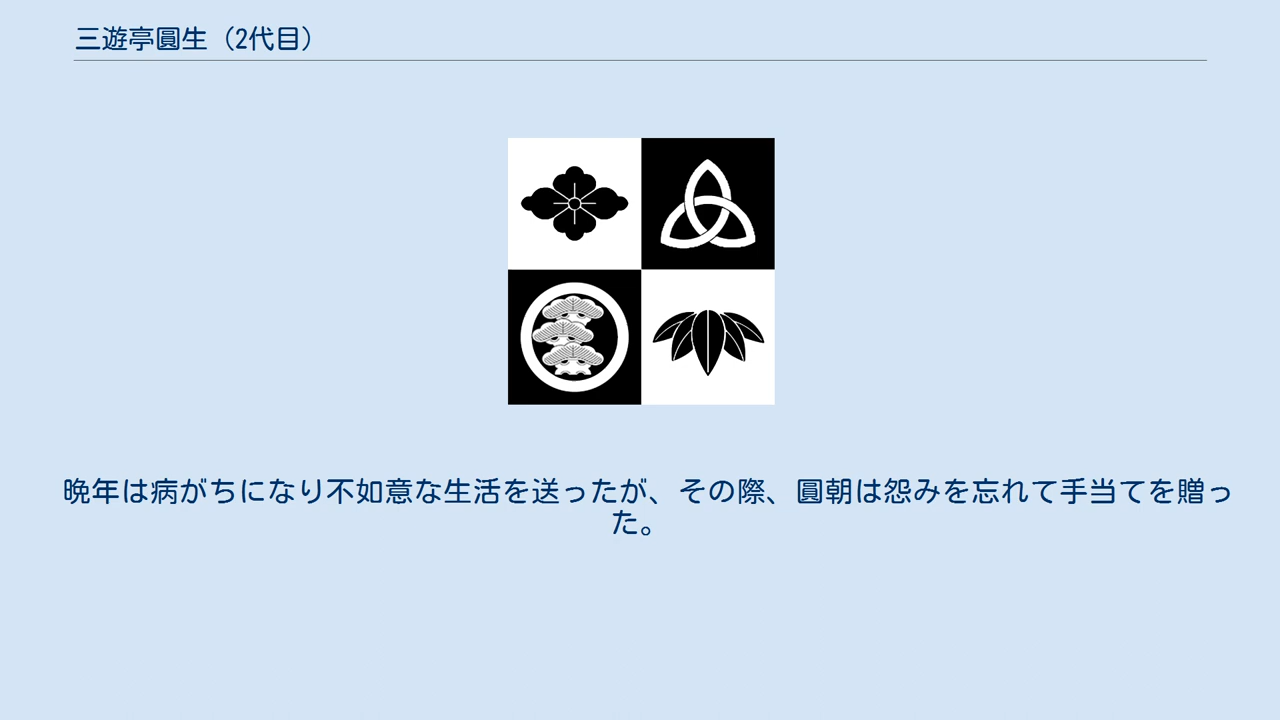 三遊亭圓生（2代目）
晩年は病がちになり不如意な生活を送ったが、その際、圓朝は怨みを忘れて手当てを贈っ
た。